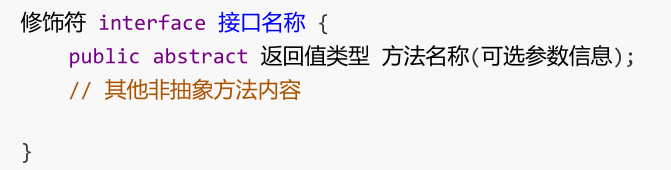 修饰符 interface 接口名称 {
public abstract 返回值类型 方法名称(可选参数信息);
// 其他非抽象方法内容
}